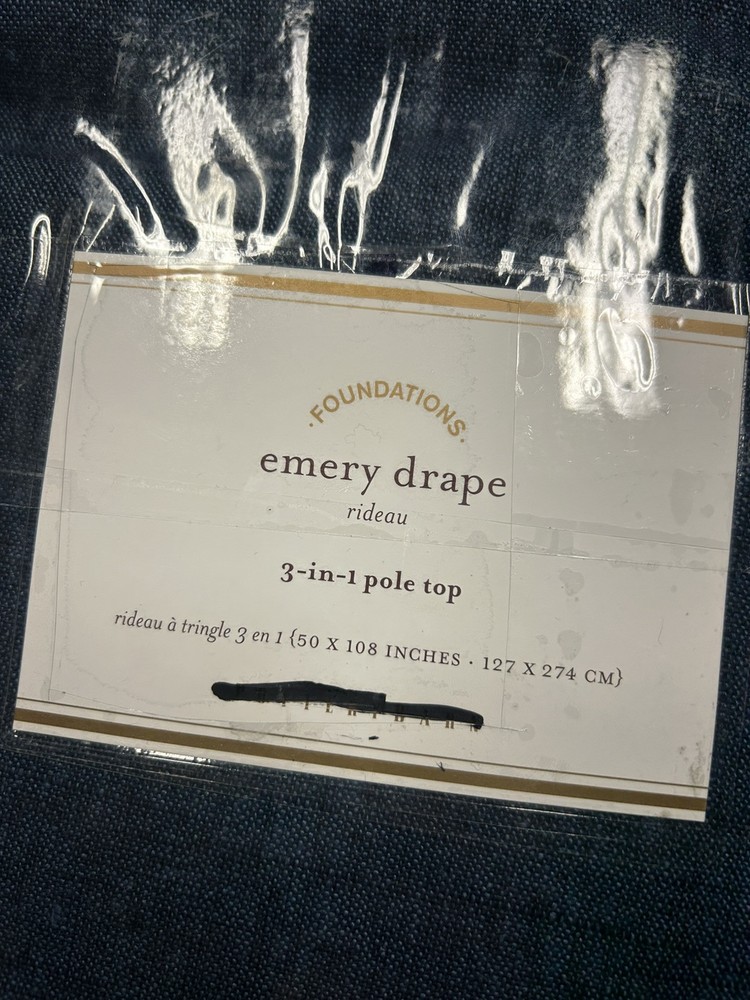 ·FOUNDATIONS·
emery drape
rideau
3-in-1 pole top
rideau à tringle 3 en 1 {50 X 108 INCHES · 127 X 274 CM}